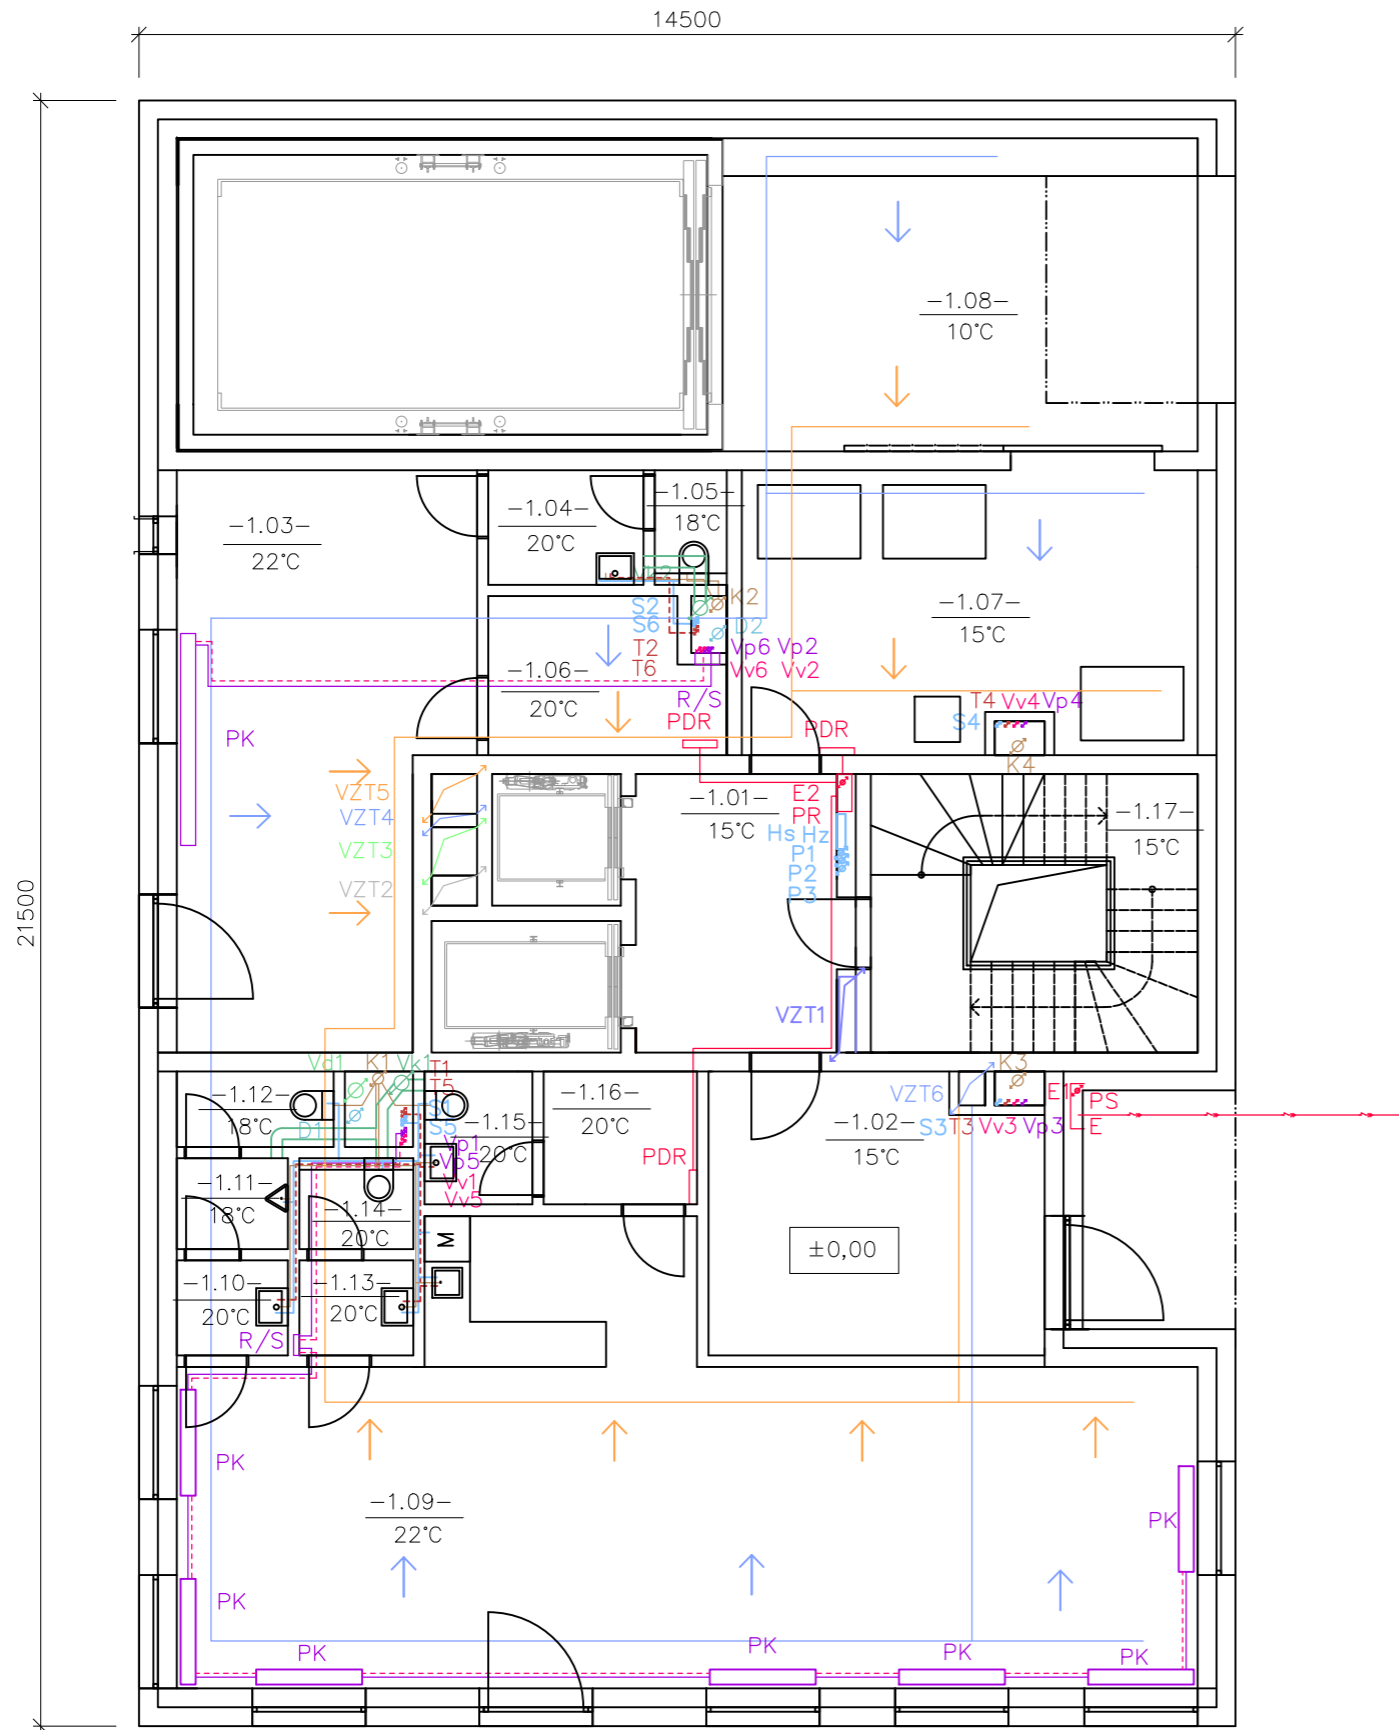 14500
21500
-1.08-
10°C
-1.03-
22°C
-1.04-
20°C
-1.05-
18°C
-1.07-
15°C
K2
S2
S6
D2
T2
T6
Vp6 Vp2
Vv6 Vv2
-1.06-
20°C
R/S
PDR
PDR
T4 Vv4 Vp4
S4
K4
PK
VZT5
VZT4
VZT3
VZT2
-1.01-
15°C
E2
PR
Hs Hz
P1
P2
P3
-1.17-
15°C
VZT1
Vd1
K1
Vk1
T1
T5
S1
S5
-1.12-
18°C
D1
-1.15-
20°C
Vp1
Vp5
Vv1
Vv5
-1.16-
20°C
PDR
VZT6
K3
S3 T3 Vv3 Vp3
E1
PS
E
-1.02-
15°C
-1.11-
18°C
-1.14-
20°C
M
±0,00
-1.10-
20°C
-1.13-
20°C
R/S
PK
-1.09-
22°C
PK
PK
PK
PK
PK
PK